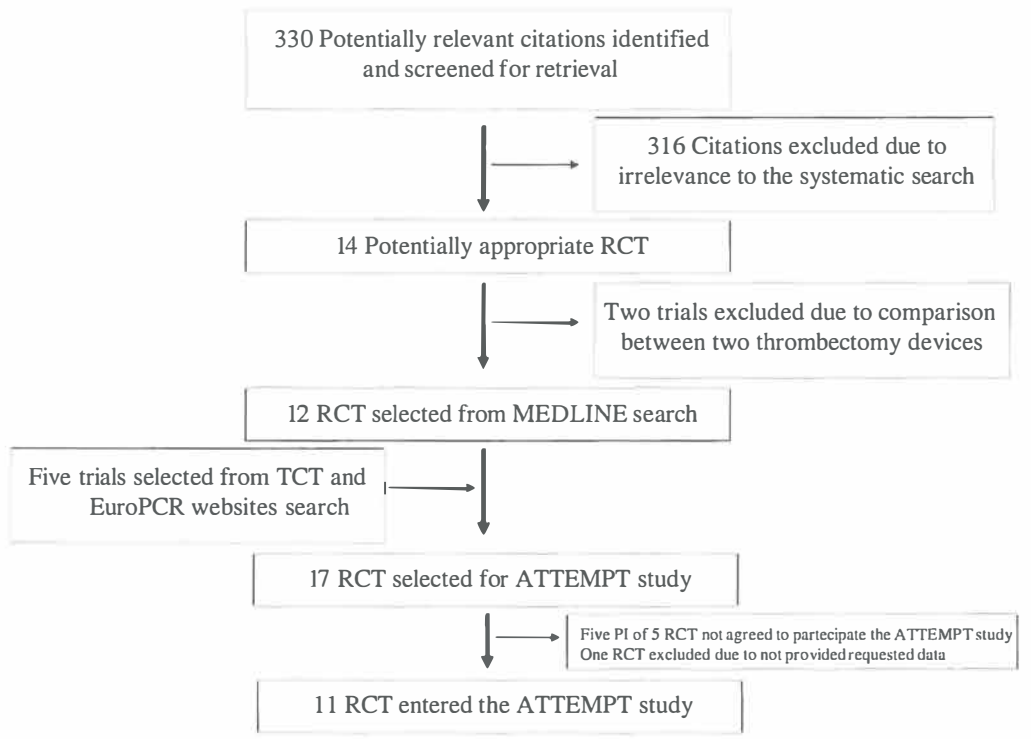 330 Potentially relevant citations identified
and screened for retrieval
316 Citations excluded due to
irrelevance to the systematic search
14 Potentially appropriate RCT
Two trials excluded due to comparison
between two thrombectomy devices
12 RCT selected from MEDLINE search
Five trials selected from TCT and
EuroPCR websites search
17 RCT selected for ATTEMPT study
Five PI of 5 RCT not agreed to partecipate the ATTEMPT study
One RCT excluded due to not provided requested data
11 RCT entered the ATTEMPT study